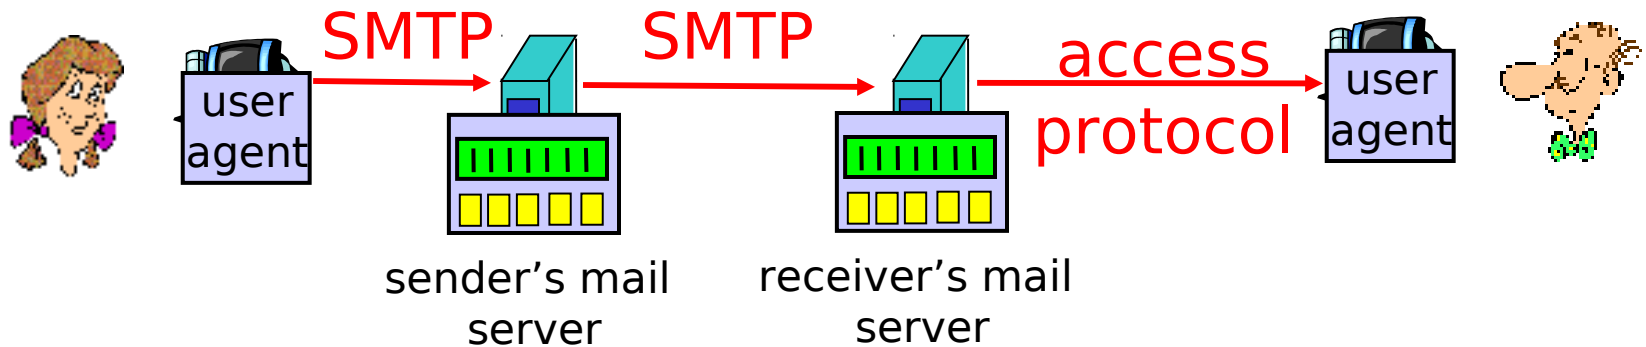 SMTP
SMTP
access
protocol
user
agent
user
agent
sender’s mail
server
receiver’s mail
server